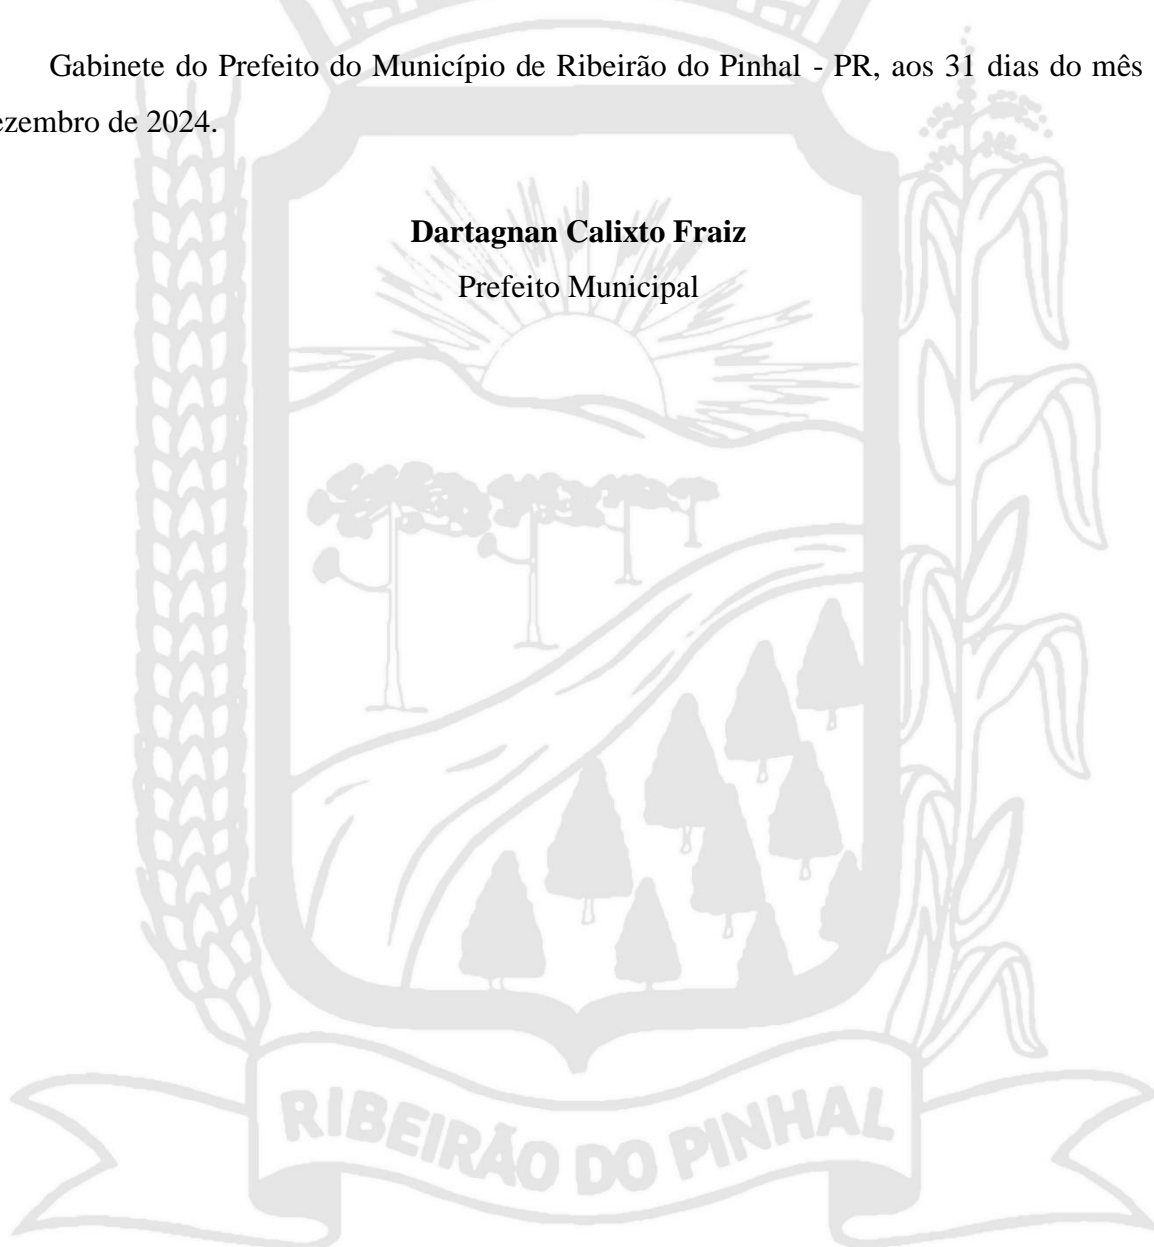 Gabinete do Prefeito do Município de Ribeirão do Pinhal - PR, aos 31 dias do mês
ezembro de 2024.
Dartagnan Calixto Fraiz
Prefeito Municipal
RIBEIRÃO DO PINHAL